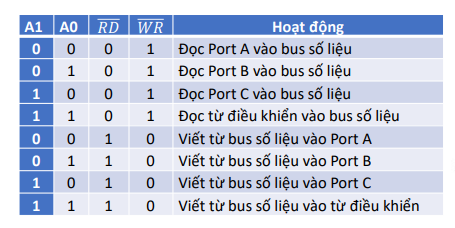 A1 A0 R̅D̅ W̅R̅ Hoạt động
0 0 0 1 Đọc Port A vào bus số liệu
0 1 0 1 Đọc Port B vào bus số liệu
1 0 0 1 Đọc Port C vào bus số liệu
1 1 0 1 Đọc từ điều khiển vào bus số liệu
0 0 1 0 Viết từ bus số liệu vào Port A
0 1 1 0 Viết từ bus số liệu vào Port B
1 0 1 0 Viết từ bus số liệu vào Port C
1 1 1 0 Viết từ bus số liệu vào từ điều khiển